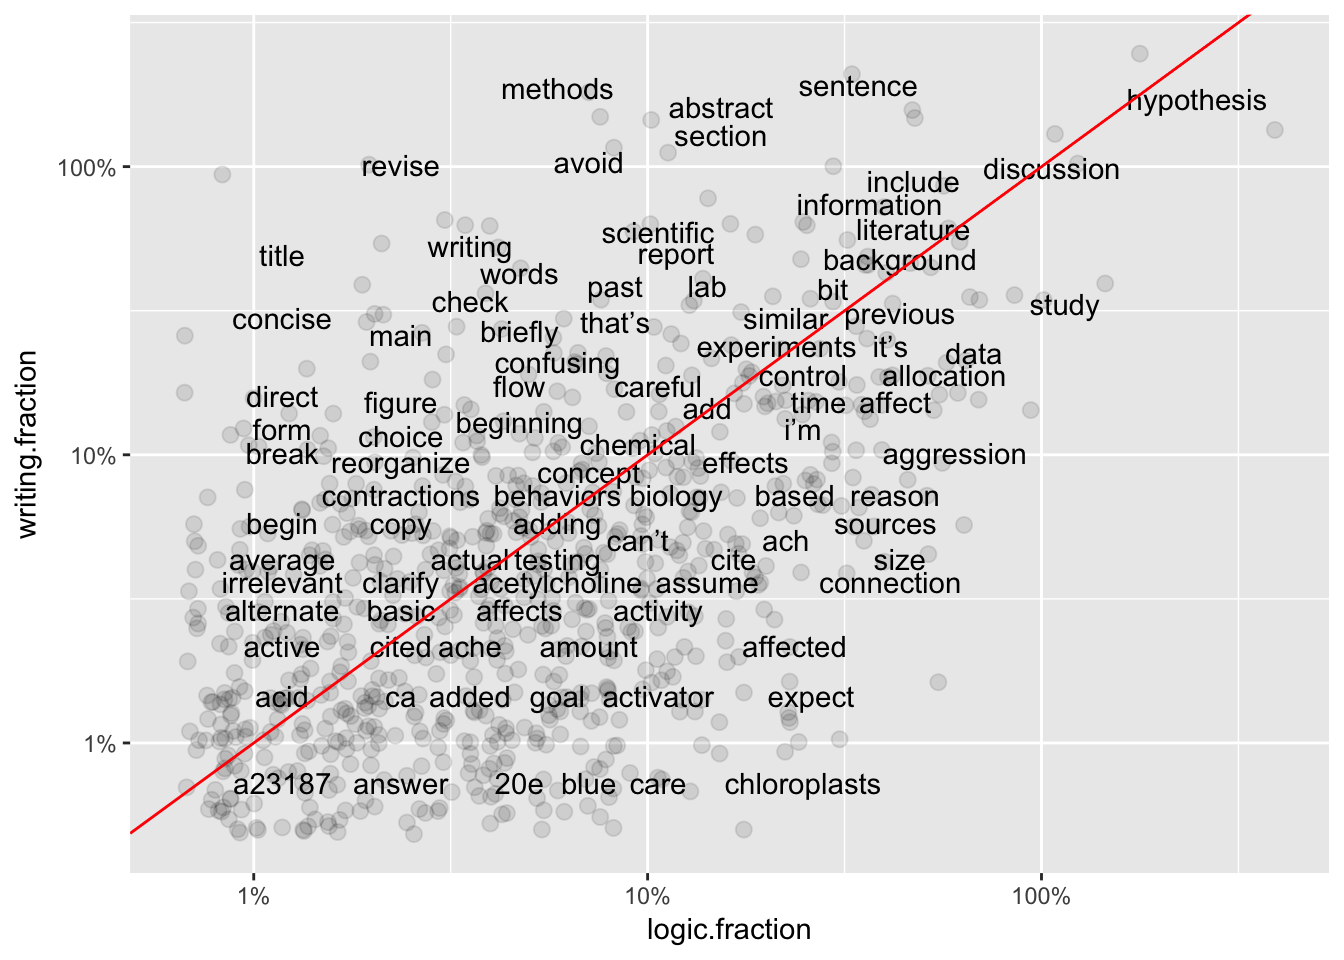 methods
sentence
abstract
hypothesis
section
100%
revise
avoid
discussion
include
information
literature
scientific
writing
title
report
background
words
past
lab
bit
check
study
concise
that’s
similar
previous
main
briefly
experiments
it’s
data
confusing
flow
careful
control
allocation
direct
figure
add
time
affect
form
choice
beginning
i’m
chemical
10%
break
reorganize
concept
effects
aggression
contractions
behaviors
biology
based
reason
begin
copy
adding
sources
can’t
ach
average
actual
testing
cite
size
irrelevant
clarify
acetylcholine
assume
connection
alternate
basic
affects
activity
active
cited
ache
amount
affected
acid
ca
added
goal
activator
expect
1%
a23187
answer
20e
blue
care
chloroplasts
1%
10%
100%
logic.fraction
writing.fraction